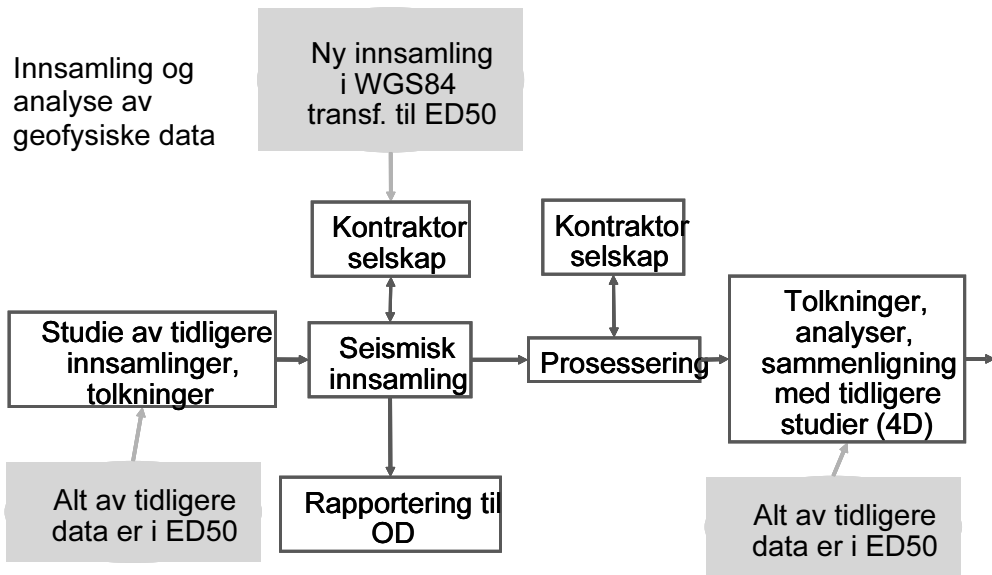 Innsamling og
analyse av
geofysiske data
Ny innsamling
i WGS84
transf. til ED50
Kontraktor
selskap
Kontraktor
selskap
Studie av tidligere
innsamlinger,
tolkninger
Seismisk
innsamling
Prosessering
Tolkninger,
analyser,
sammenligning
med tidligere
studier (4D)
Alt av tidligere
data er i ED50
Rapportering til
OD
Alt av tidligere
data er i ED50